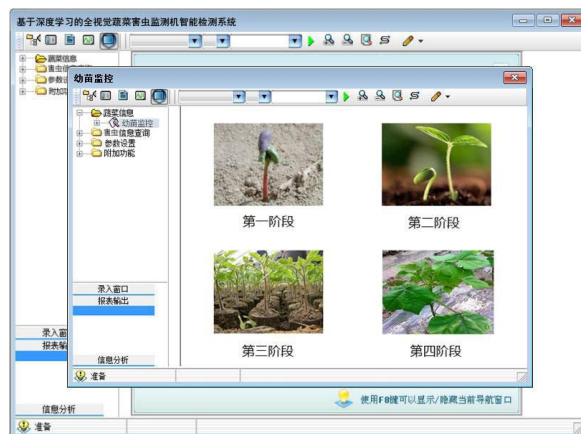 基于深度学习的全视觉蔬菜害虫监测机智能检测系统
蔬菜信息
附加功
幼苗监控
蔬菜信息
幼苗监控
害虫信息查询
参数设置
附加功能
第一阶段
第二阶段
第三阶段
第四阶段
录入窗口
报表输出
信息分析
准备
录入窗
报表输
信息分析
使用F8键可以显示/隐藏当前导航窗口
准备